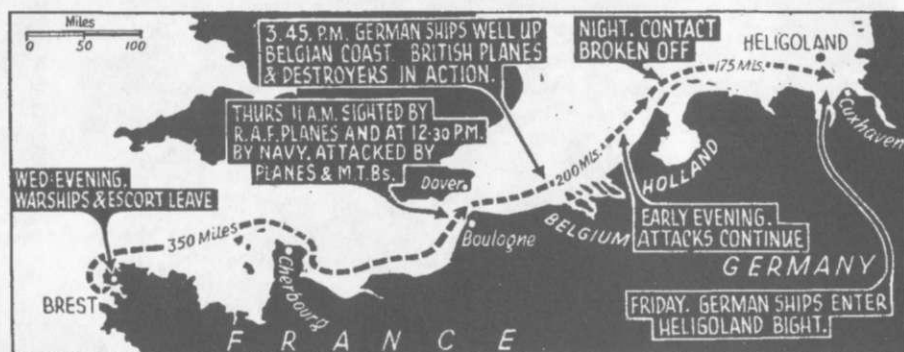 Miles
0 50 100
3.45. P.M. GERMAN SHIPS WELL UP
BELGIAN COAST. BRITISH PLANES
& DESTROYERS IN ACTION.
NIGHT. CONTACT
BROKEN OFF
HELIGOLAND
175 Mls.
Cuxhaven
THURS 11 A.M. SIGHTED BY
R.A.F. PLANES AND AT 12·30 P.M.
BY NAVY. ATTACKED BY
PLANES & M.T.Bs.
WED: EVENING.
WARSHIPS & ESCORT LEAVE
Dover
200 Mls.
HOLLAND
BELGIUM
EARLY EVENING.
ATTACKS CONTINUE
350 Miles
Boulogne
Cherbourg
BREST
GERMANY
FRIDAY. GERMAN SHIPS ENTER
HELIGOLAND BIGHT.
FRANCE